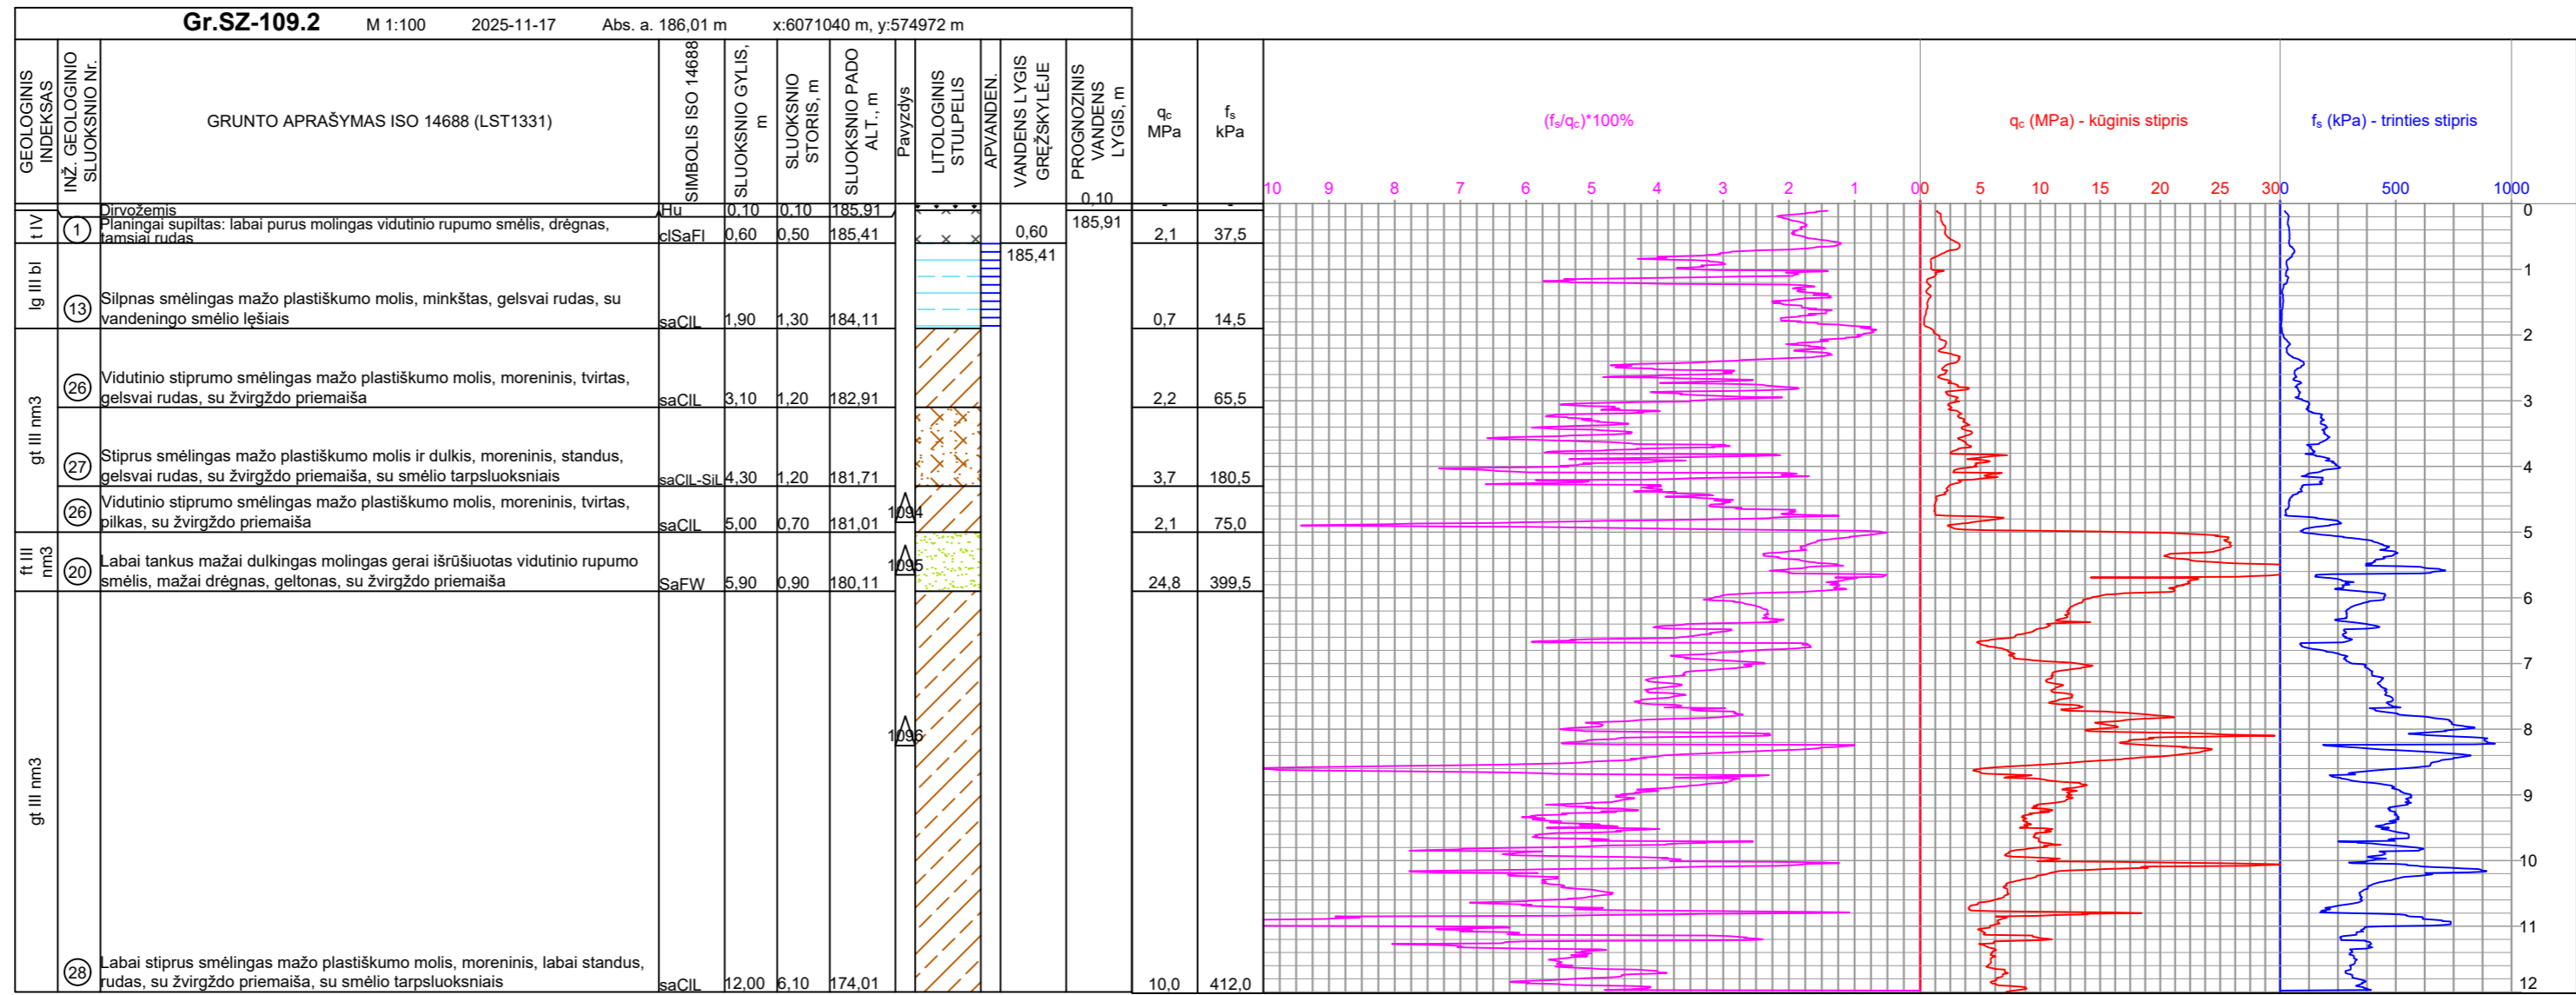 Gr.SZ-109.2 M 1:100 2025-11-17 Abs. a. 186,01 m x:6071040 m, y:574972 m
GEOLOGINIS
INDEKSAS
INŽ. GEOLOGINIO
SLUOKSNIO Nr.
GRUNTO APRAŠYMAS ISO 14688 (LST1331)
SIMBOLIS ISO 14688
SLUOKSNIO GYLIS,
m
SLUOKSNIO
STORIS, m
SLUOKSNIO PADO
ALT., m
Pavyzdys
LITOLOGINIS
STULPELIS
APVANDEN.
VANDENS LYGIS
GRĘŽSKYLĖJE
PROGNOZINIS
VANDENS
LYGIS, m
qc
MPa
fs
kPa
(fs/qc)*100%
qc (MPa) - kūginis stipris
fs (kPa) - trinties stipris
10 9 8 7 6 5 4 3 2 1 0
0 5 10 15 20 25 30
0 500 1000
Dirvožemis Hu 0,10 0,10 185,91 0,10 - -
185,91
t IV
1
Planingai supiltas: labai purus molingas vidutinio rupumo smėlis, drėgnas,
tamsiai rudas clSaFl 0,60 0,50 185,41 0,60 2,1 37,5
185,41
lg III bl
13
Silpnas smėlingas mažo plastiškumo molis, minkštas, gelsvai rudas, su
vandeningo smėlio lęšiais saClL 1,90 1,30 184,11 0,7 14,5
gt III nm3
26
Vidutinio stiprumo smėlingas mažo plastiškumo molis, moreninis, tvirtas,
gelsvai rudas, su žvirgždo priemaiša saClL 3,10 1,20 182,91 2,2 65,5
27
Stiprus smėlingas mažo plastiškumo molis ir dulkis, moreninis, standus,
gelsvai rudas, su žvirgždo priemaiša, su smėlio tarpsluoksniais saClL-SiL 4,30 1,20 181,71 3,7 180,5
26
Vidutinio stiprumo smėlingas mažo plastiškumo molis, moreninis, tvirtas,
pilkas, su žvirgždo priemaiša saClL 5,00 0,70 181,01 1094 2,1 75,0
ft III
nm3
20
Labai tankus mažai dulkingas molingas gerai išrūšiuotas vidutinio rupumo
smėlis, mažai drėgnas, geltonas, su žvirgždo priemaiša SaFW 5,90 0,90 180,11 1095 24,8 399,5
gt III nm3
1096
28
Labai stiprus smėlingas mažo plastiškumo molis, moreninis, labai standus,
rudas, su žvirgždo priemaiša, su smėlio tarpsluoksniais saClL 12,00 6,10 174,01 10,0 412,0
0
1
2
3
4
5
6
7
8
9
10
11
12